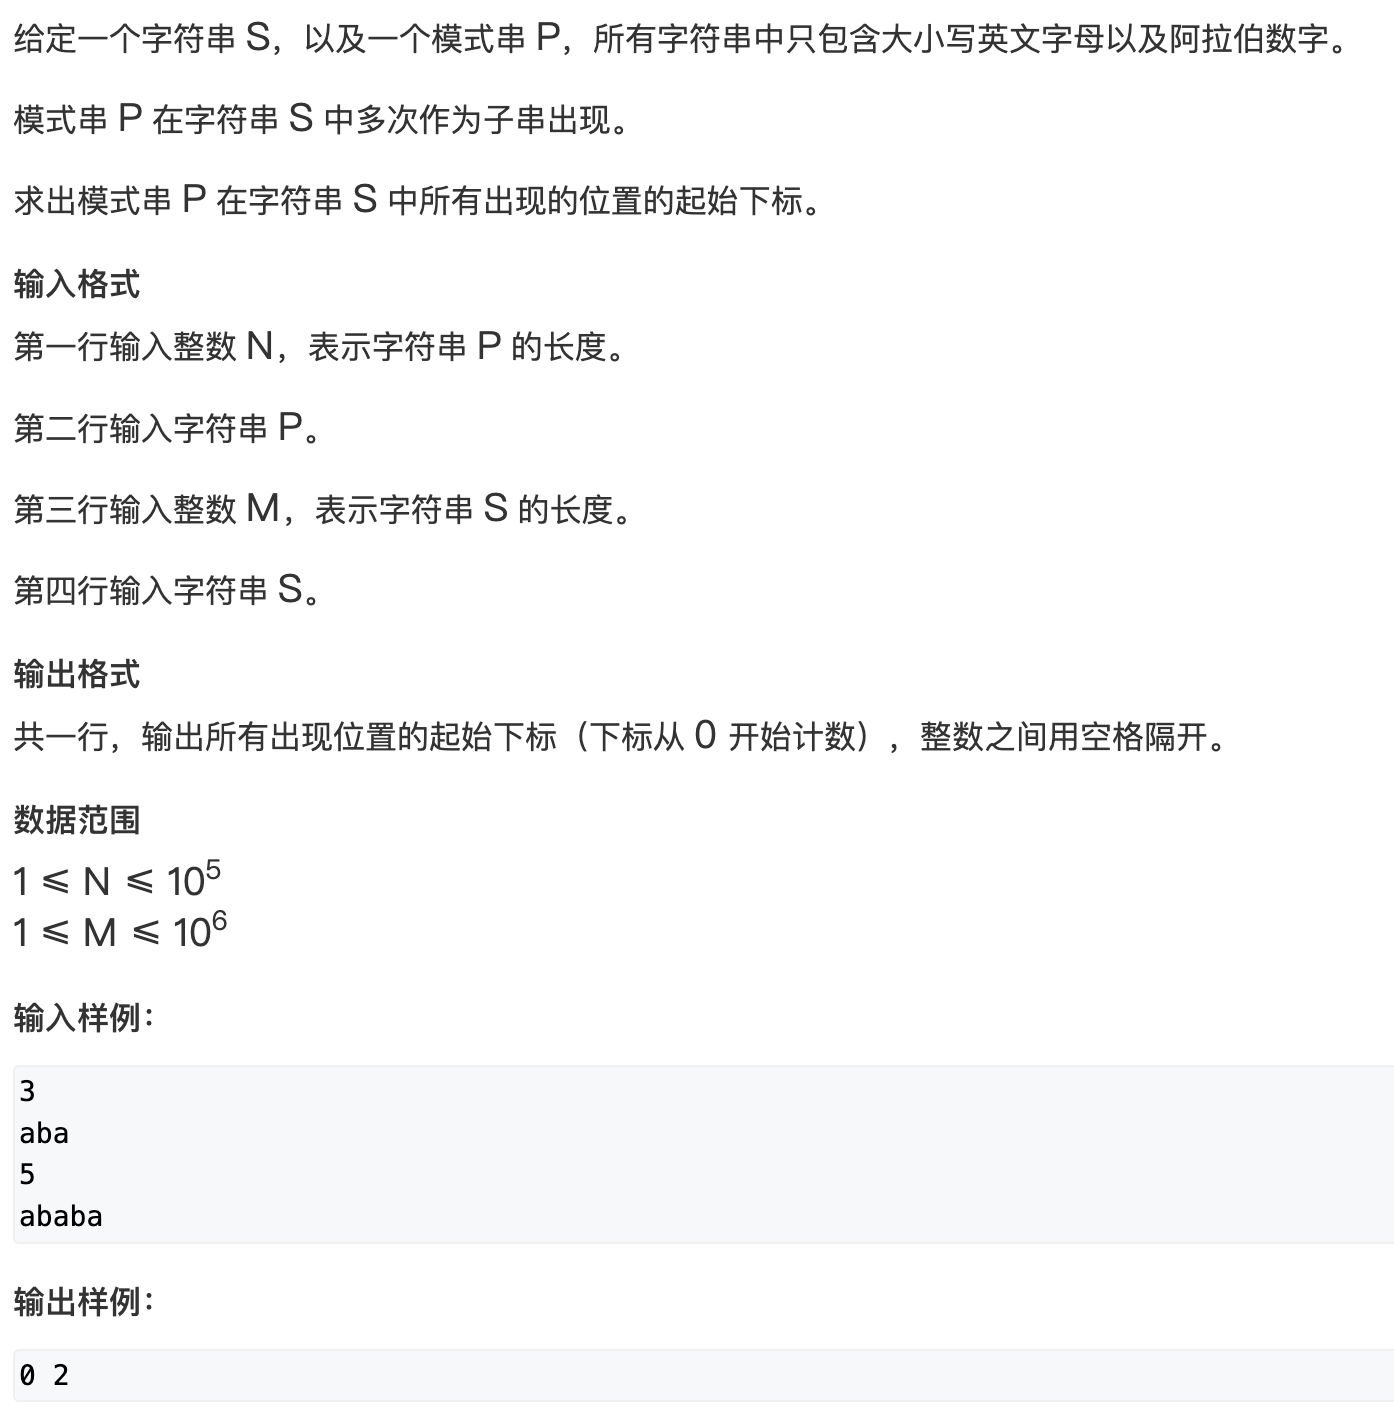 给定一个字符串 S，以及一个模式串 P，所有字符串中只包含大小写英文字母以及阿拉伯数字。
模式串 P 在字符串 S 中多次作为子串出现。
求出模式串 P 在字符串 S 中所有出现的位置的起始下标。
输入格式
第一行输入整数 N，表示字符串 P 的长度。
第二行输入字符串 P。
第三行输入整数 M，表示字符串 S 的长度。
第四行输入字符串 S。
输出格式
共一行，输出所有出现位置的起始下标（下标从 0 开始计数），整数之间用空格隔开。
数据范围
1 ⩽ N ⩽ 10⁵
1 ⩽ M ⩽ 10⁶
输入样例：
3
aba
5
ababa
输出样例：
0 2